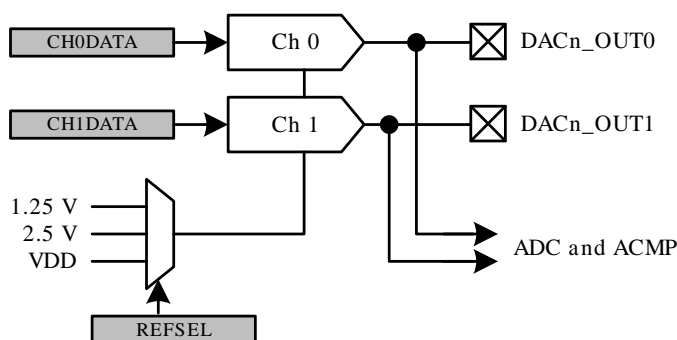 CH0DATA
Ch 0
DACn_OUT0
CH1DATA
Ch 1
DACn_OUT1
1.25 V
2.5 V
VDD
ADC and ACMP
REFSEL